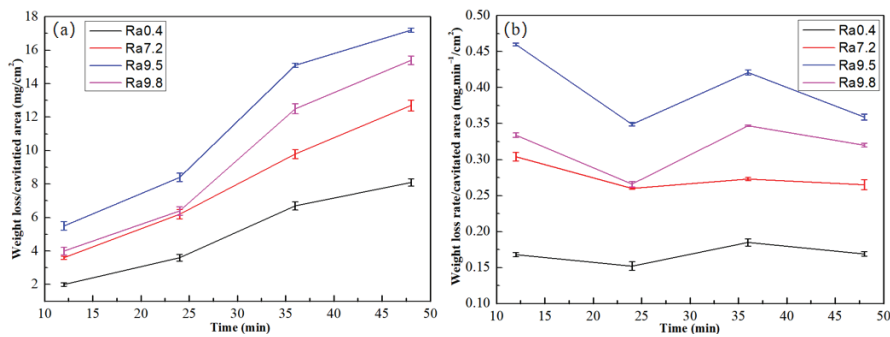 (a)
Ra0.4
Ra7.2
Ra9.5
Ra9.8
Weight loss/cavitated area (mg/cm²)
18
16
14
12
10
8
6
4
2
10 15 20 25 30 35 40 45 50
Time (min)
(b)
Ra0.4
Ra7.2
Ra9.5
Ra9.8
Weight loss rate/cavitated area (mg.min⁻¹/cm²)
0.50
0.45
0.40
0.35
0.30
0.25
0.20
0.15
0.10
10 15 20 25 30 35 40 45 50
Time (min)